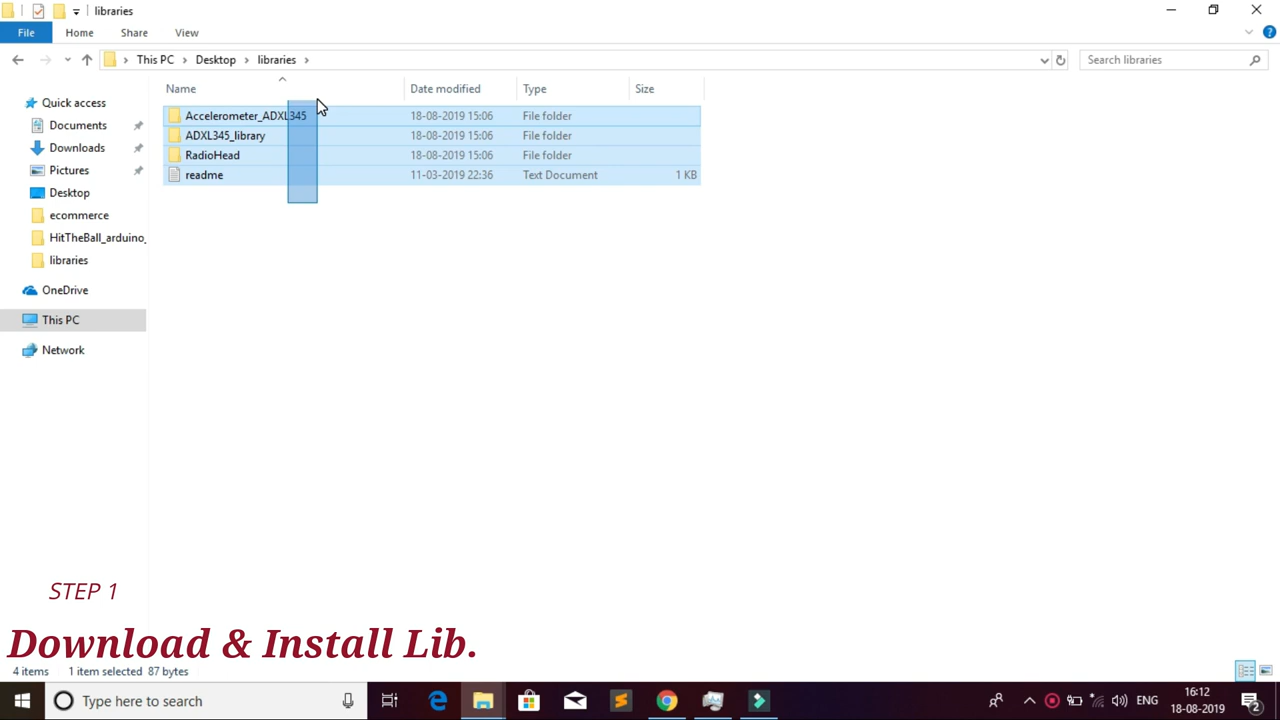 libraries
File Home Share View
This PC Desktop libraries
Search libraries
Name Date modified Type Size
Quick access
Documents
Downloads
Pictures
Desktop
ecommerce
HitTheBall_arduino_
libraries
OneDrive
This PC
Network
Accelerometer_ADXL345 18-08-2019 15:06 File folder
ADXL345_library 18-08-2019 15:06 File folder
RadioHead 18-08-2019 15:06 File folder
readme 11-03-2019 22:36 Text Document 1 KB
STEP 1
Download & Install Lib.
4 items 1 item selected 87 bytes
Type here to search
ENG
16:12
18-08-2019
2